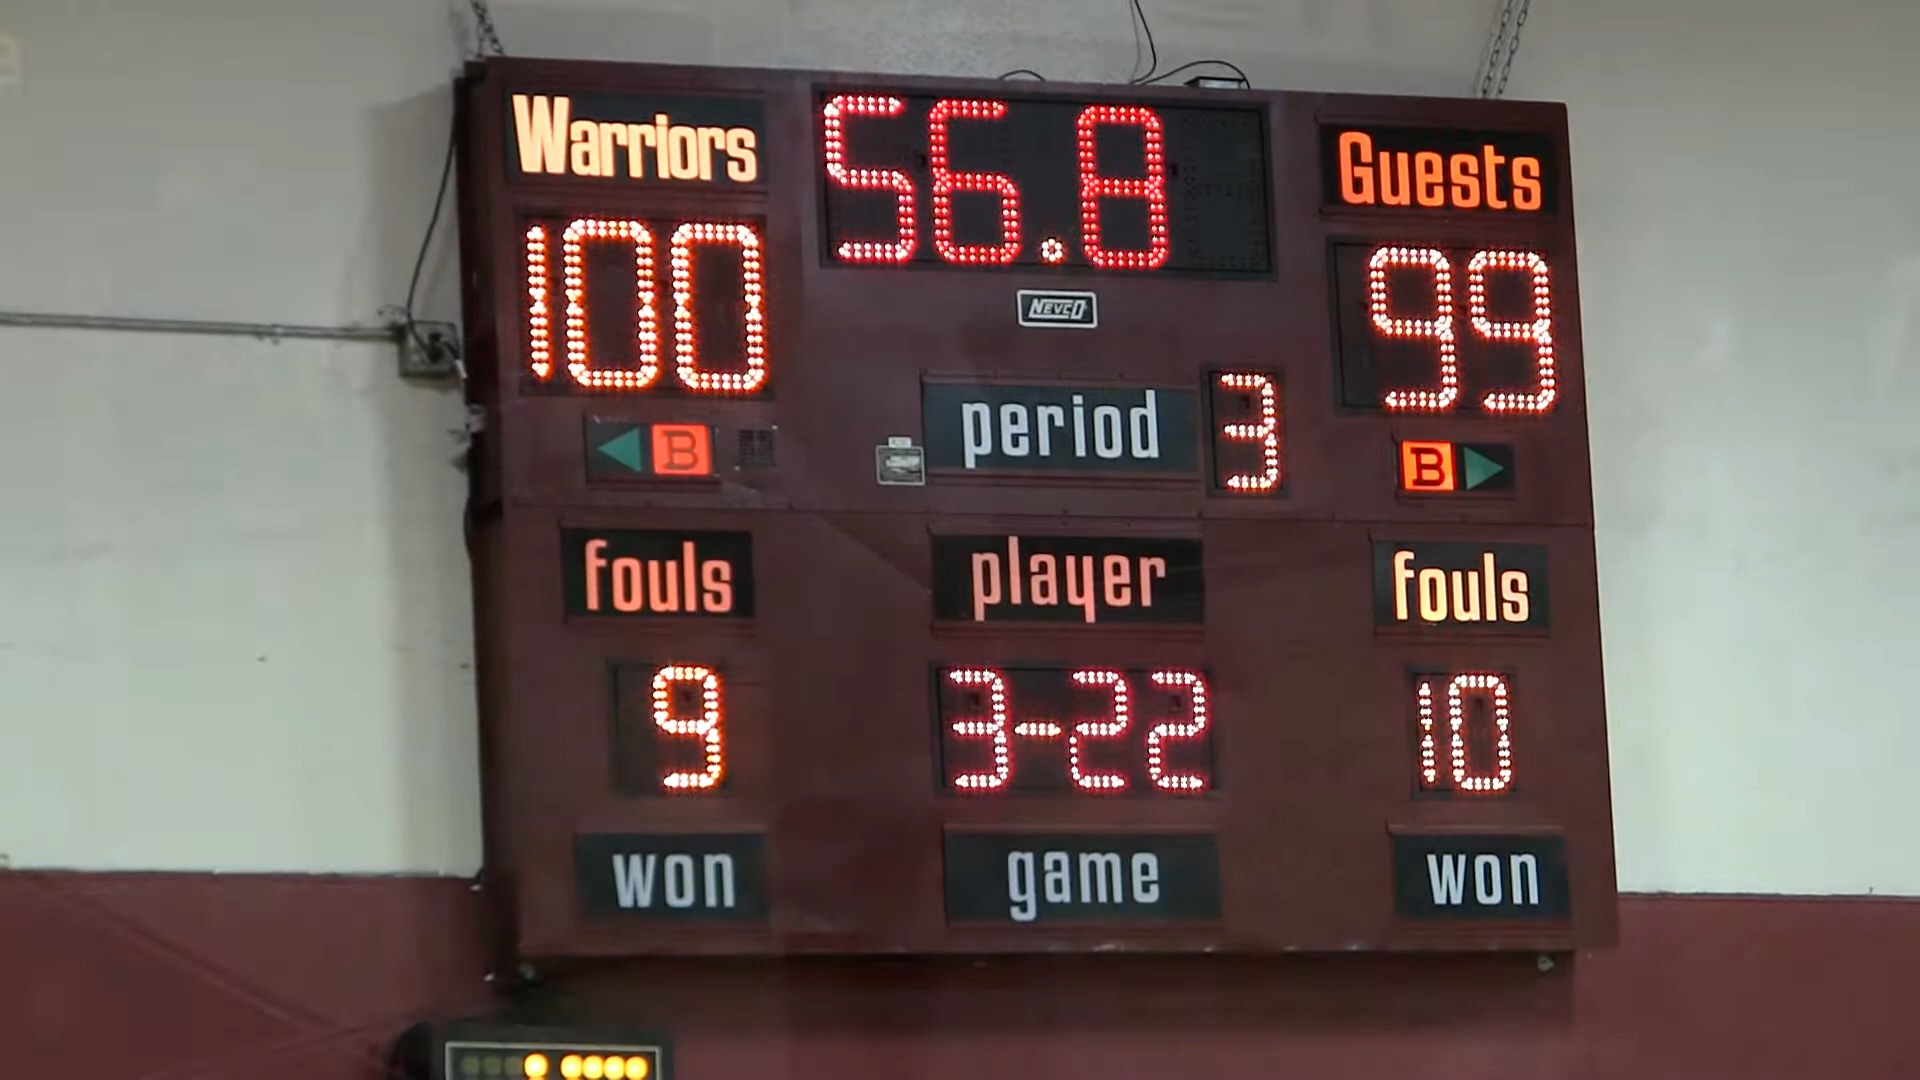 Warriors 56.8 Guests
100 99
NEVCO
B period 3 B
fouls player fouls
9 3-22 10
won game won